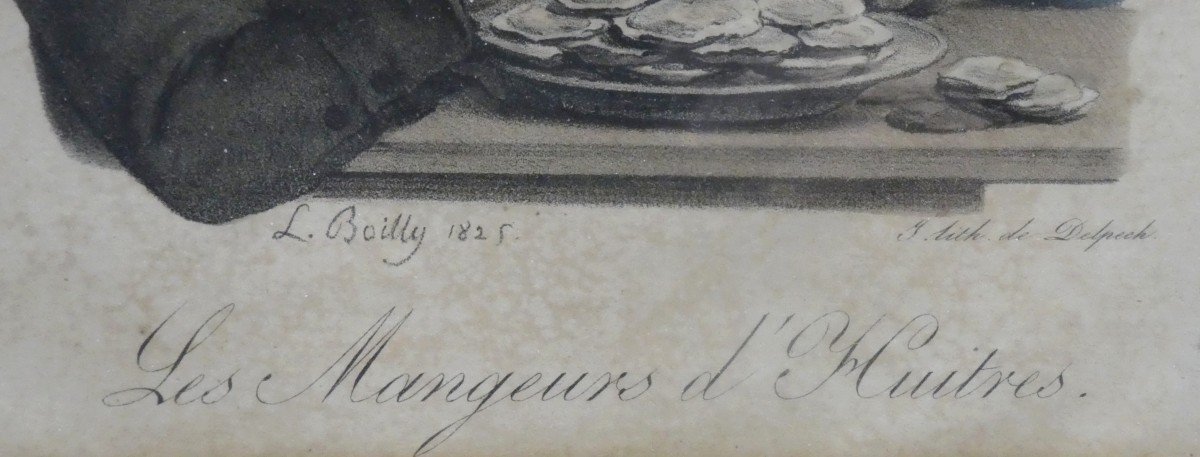 L. Boilly 1825.
I. lith. de Delpech.
Les Mangeurs d'Huitres.